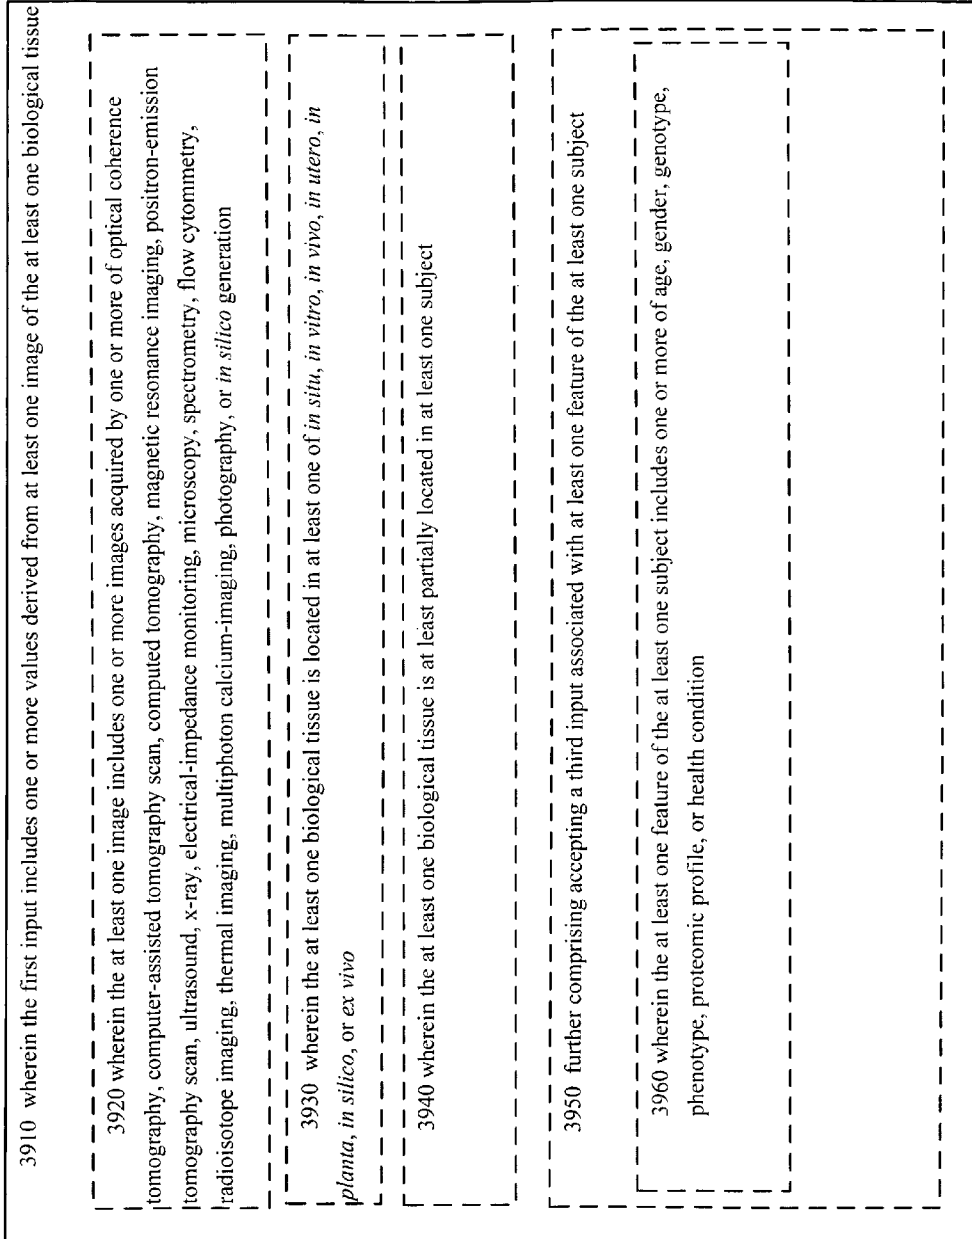 3910 wherein the first input includes one or more values derived from at least one image of the at least one biological tissue
3920 wherein the at least one image includes one or more images acquired by one or more of optical coherence
tomography, computer-assisted tomography scan, computed tomography, magnetic resonance imaging, positron-emission
tomography scan, ultrasound, x-ray, electrical-impedance monitoring, microscopy, spectrometry, flow cytommetry,
radioisotope imaging, thermal imaging, multiphoton calcium-imaging, photography, or in silico generation
3930 wherein the at least one biological tissue is located in at least one of in situ, in vitro, in vivo, in utero, in
planta, in silico, or ex vivo
3940 wherein the at least one biological tissue is at least partially located in at least one subject
3950 further comprising accepting a third input associated with at least one feature of the at least one subject
3960 wherein the at least one feature of the at least one subject includes one or more of age, gender, genotype,
phenotype, proteomic profile, or health condition